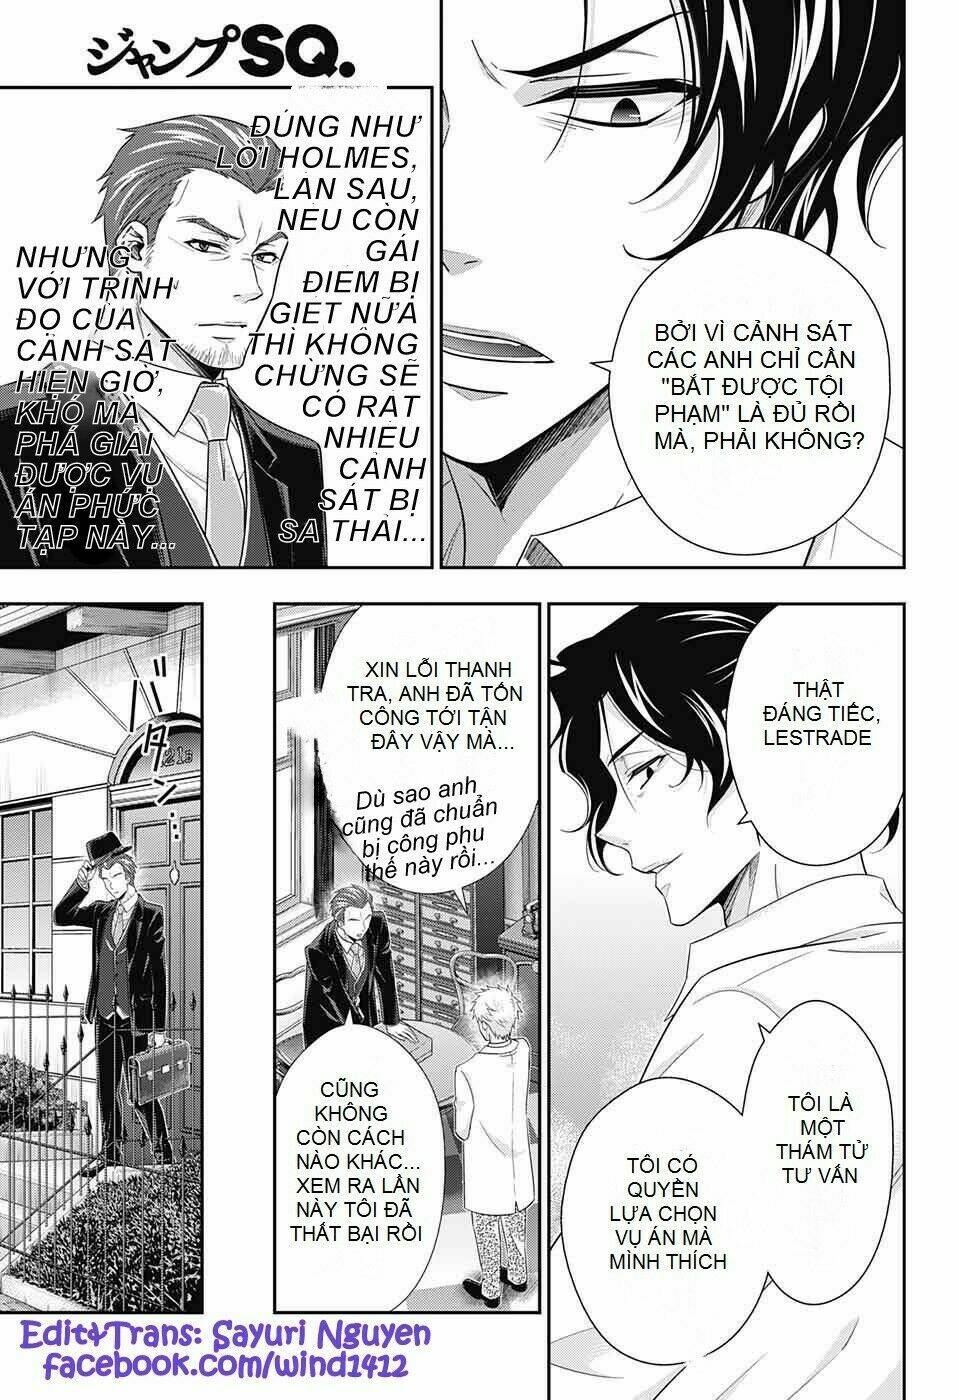 ジャンプSQ.
BỞI VÌ CẢNH SÁT
CÁC ANH CHỈ CẦN
"BẮT ĐƯỢC TỘI
PHẠM" LÀ ĐỦ RỒI
MÀ, PHẢI KHÔNG?
ĐÚNG NHƯ
LỜI HOLMES,
LẦN SAU,
NẾU CÒN
GÁI
ĐIẾM BỊ
GIẾT NỮA
THÌ KHÔNG
CHỪNG SẼ
CÓ RẤT
NHIỀU
CẢNH
SÁT BỊ
SA THẢI...
NHƯNG
VỚI TRÌNH
ĐỘ CỦA
CẢNH SÁT
HIỆN GIỜ,
KHÓ MÀ
PHÁ GIẢI
ĐƯỢC VỤ
ÁN PHỨC
TẠP NÀY...
THẬT
ĐÁNG TIẾC,
LESTRADE
TÔI LÀ
MỘT
THÁM TỬ
TƯ VẤN
TÔI CÓ
QUYỀN
LỰA CHỌN
VỤ ÁN MÀ
MÌNH THÍCH
XIN LỖI THANH
TRA, ANH ĐÃ TỐN
CÔNG TỚI TẬN
ĐÂY VẬY MÀ...
Dù sao anh
cũng đã chuẩn
bị công phu
thế này rồi...
CŨNG
KHÔNG
CÒN CÁCH
NÀO KHÁC...
XEM RA LẦN
NÀY TÔI ĐÃ
THẤT BẠI RỒI
バタン...
21B
Edit&Trans: Sayuri Nguyen
facebook.com/wind1412